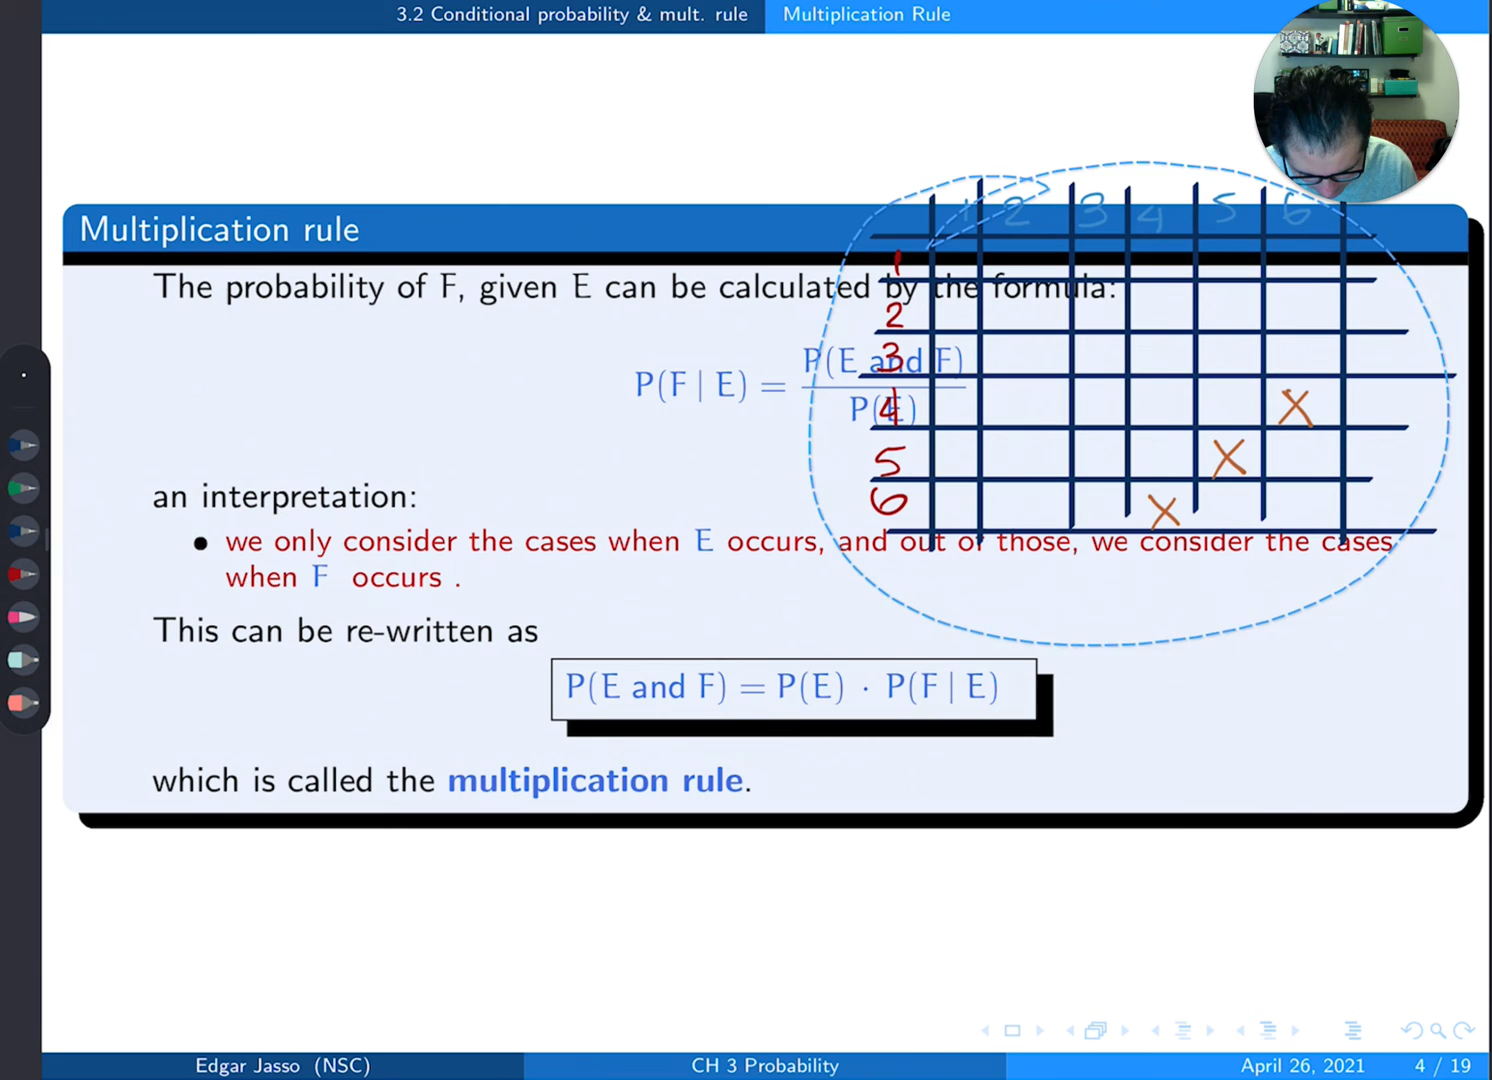 3.2 Conditional probability & mult. rule Multiplication Rule
Multiplication rule
1 2 3 4 5 6
The probability of F, given E can be calculated by the formula:
P(F | E) = P(E and F) / P(E)
1
2
3
4 X
5 X
6 X
an interpretation:
● we only consider the cases when E occurs, and out of those, we consider the cases
when F occurs .
This can be re-written as
P(E and F) = P(E) · P(F | E)
which is called the multiplication rule.
Edgar Jasso (NSC) CH 3 Probability April 26, 2021 4 / 19